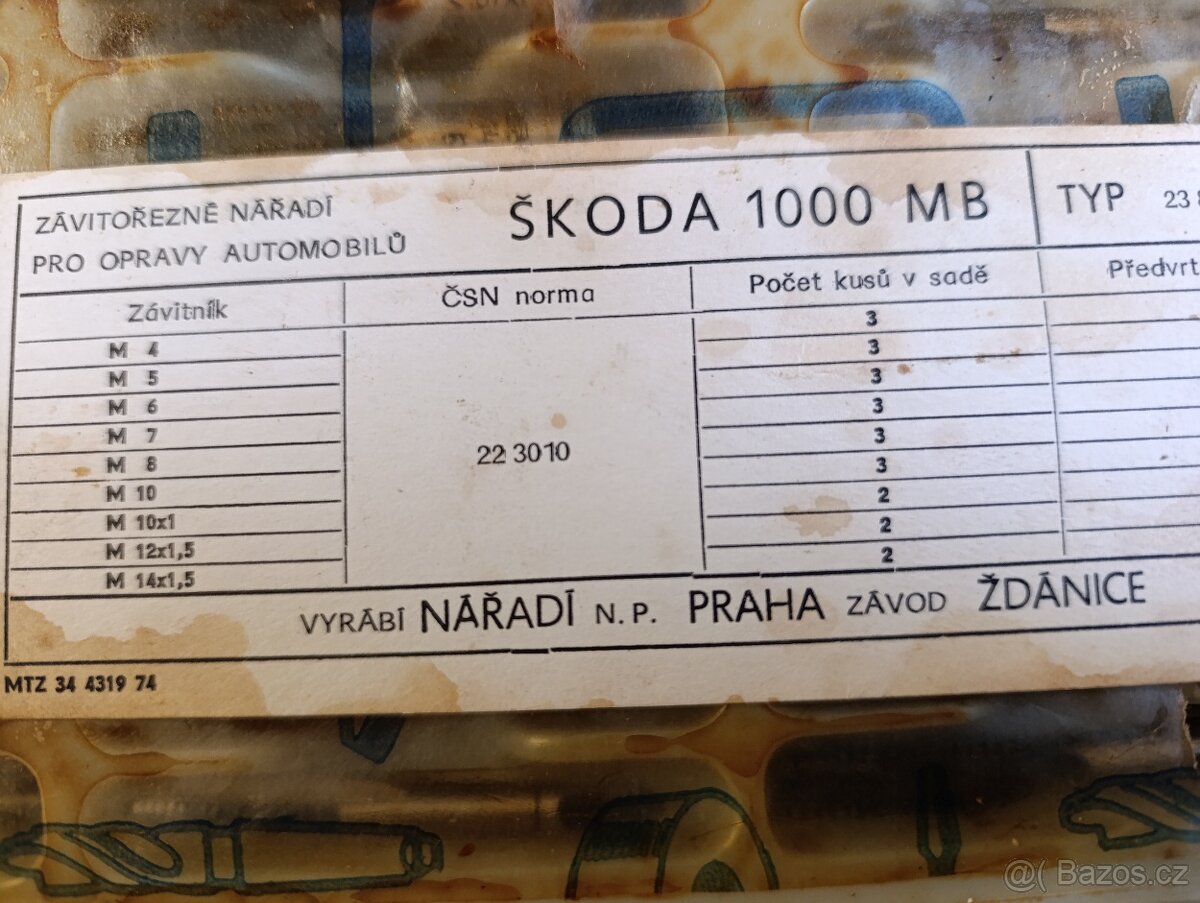 ZÁVITOŘEZNÉ NÁŘADÍ
PRO OPRAVY AUTOMOBILŮ
ŠKODA 1000 MB
TYP 23
Závitník ČSN norma Počet kusů v sadě Předvrt
M 4 3
M 5 3
M 6 3
M 7 3
M 8 3
M 10 3
M 10x1 2
M 12x1,5 2
M 14x1,5 2
22 3010
VYRÁBÍ NÁŘADÍ N.P. PRAHA ZÁVOD ŽDÁNICE
MTZ 34 4319 74
@( Bazos.cz